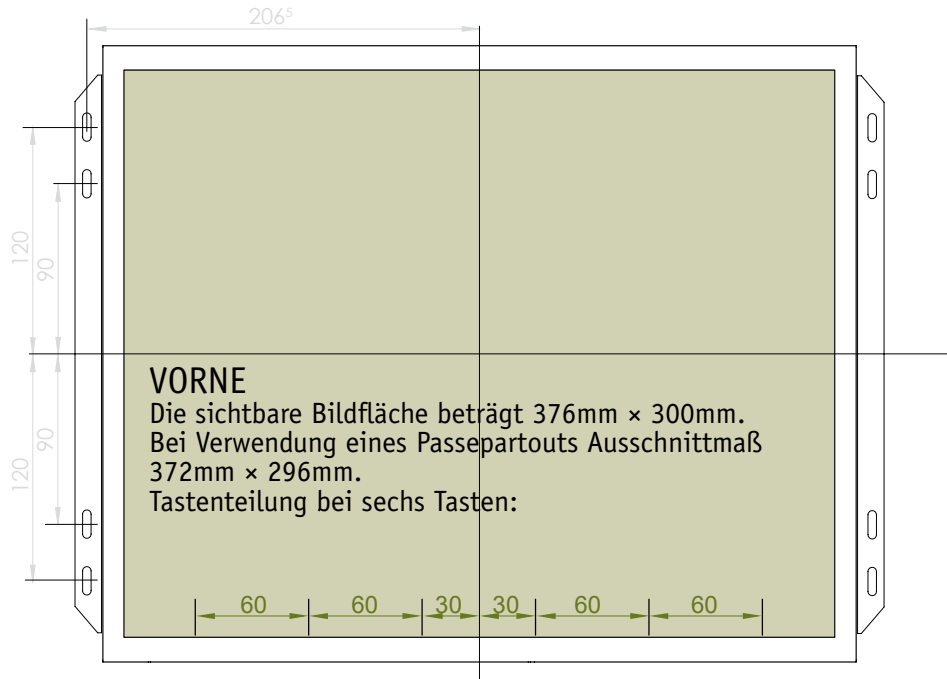 206⁵
120
90
VORNE
Die sichtbare Bildfläche beträgt 376mm × 300mm.
Bei Verwendung eines Passepartouts Ausschnittmaß
372mm × 296mm.
Tastenteilung bei sechs Tasten:
90
120
60 60 30 30 60 60